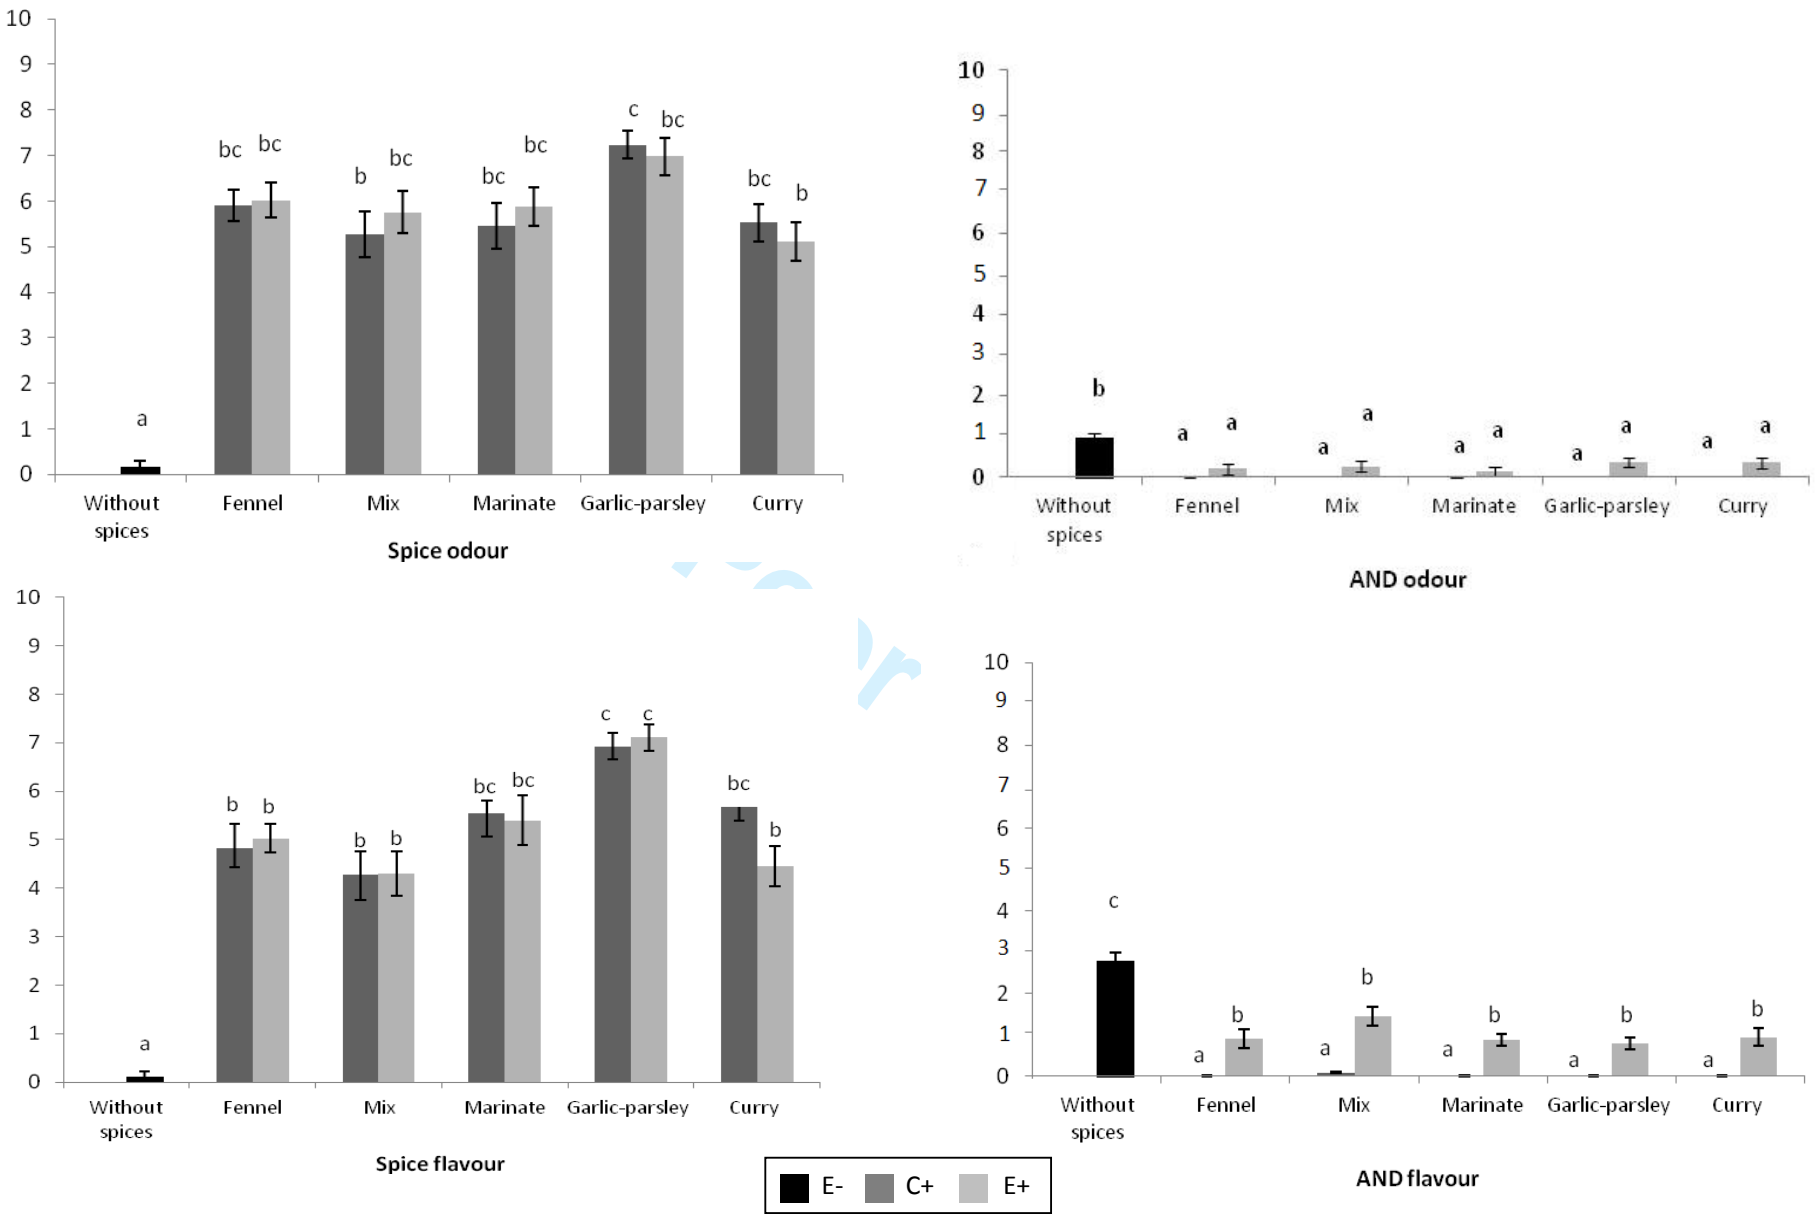 10
9
8
7
6
5
4
3
2
1
0
a
bc
bc
b
bc
bc
bc
c
bc
bc
b
Without
spices
Fennel
Mix
Marinate
Garlic-parsley
Curry
Spice odour
10
9
8
7
6
5
4
3
2
1
0
b
a
a
a
a
a
a
a
a
a
a
Without
spices
Fennel
Mix
Marinate
Garlic-parsley
Curry
AND odour
10
9
8
7
6
5
4
3
2
1
0
a
b
b
b
b
bc
bc
c
c
bc
b
Without
spices
Fennel
Mix
Marinate
Garlic-parsley
Curry
Spice flavour
10
9
8
7
6
5
4
3
2
1
0
c
a
b
a
b
a
b
a
b
a
b
Without
spices
Fennel
Mix
Marinate
Garlic-parsley
Curry
AND flavour
E- C+ E+